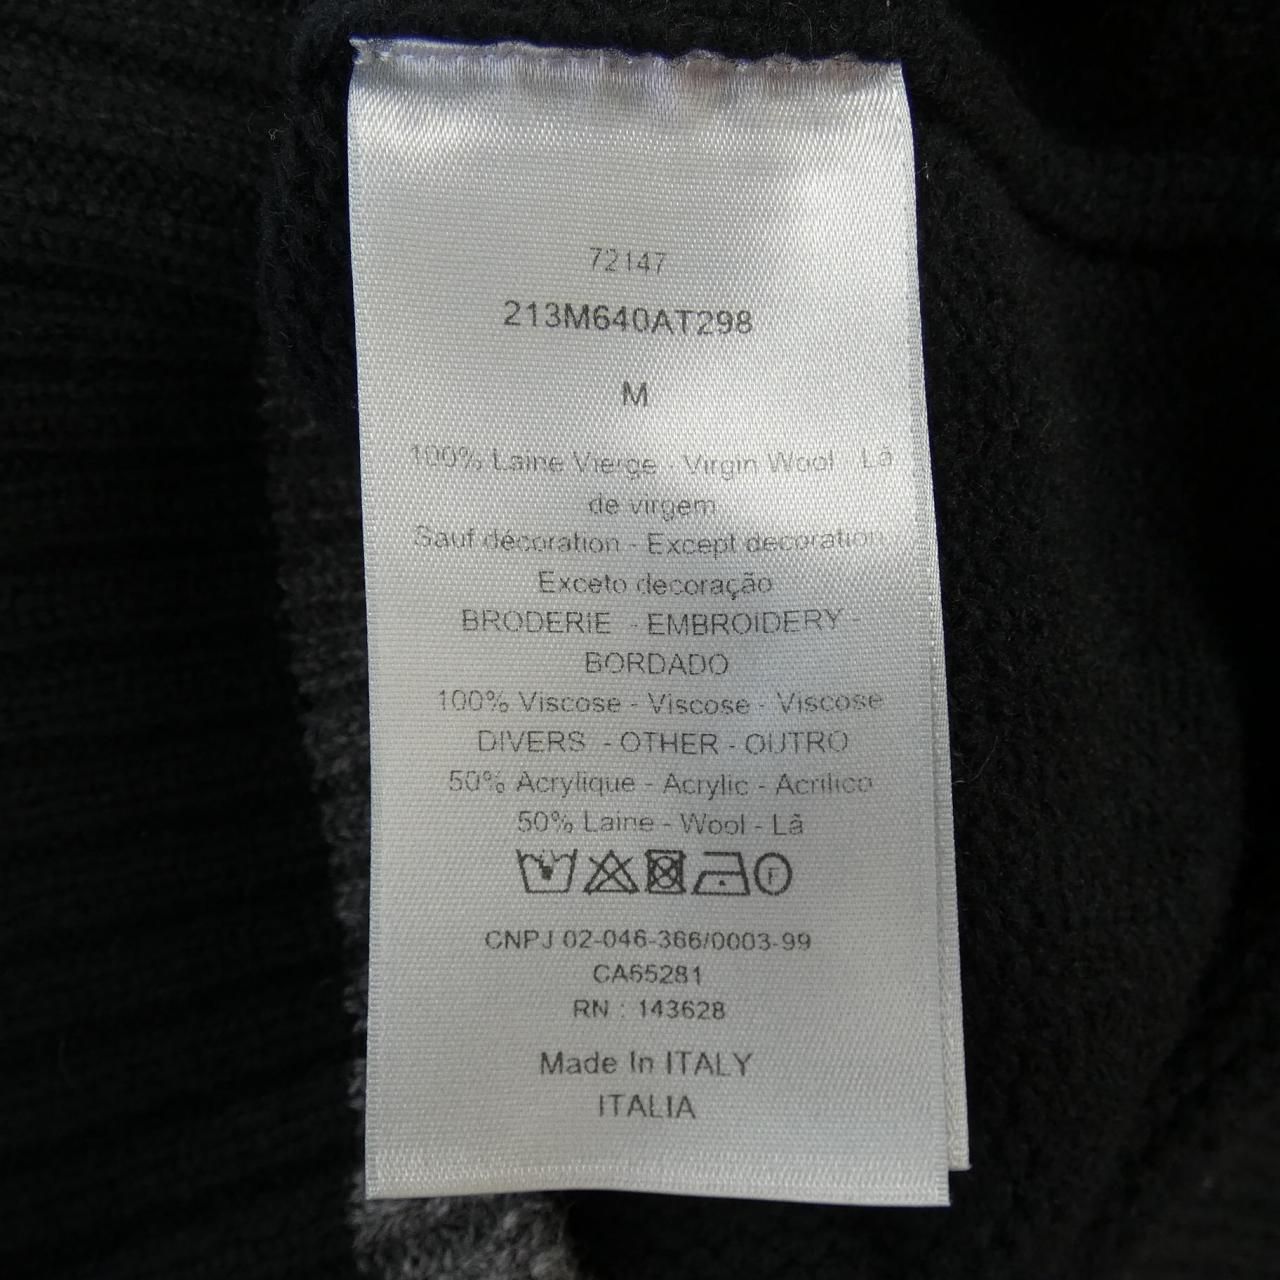 72147
213M640AT298
M
100% Laine Vierge - Virgin Wool - Lã
de virgem
Sauf décoration - Except decoration
Exceto decoração
BRODERIE - EMBROIDERY -
BORDADO
100% Viscose - Viscose - Viscose
DIVERS - OTHER - OUTRO
50% Acrylique - Acrylic - Acrilico
50% Laine - Wool - Lã
F
CNPJ 02-046-366/0003-99
CA65281
RN : 143628
Made In ITALY
ITALIA